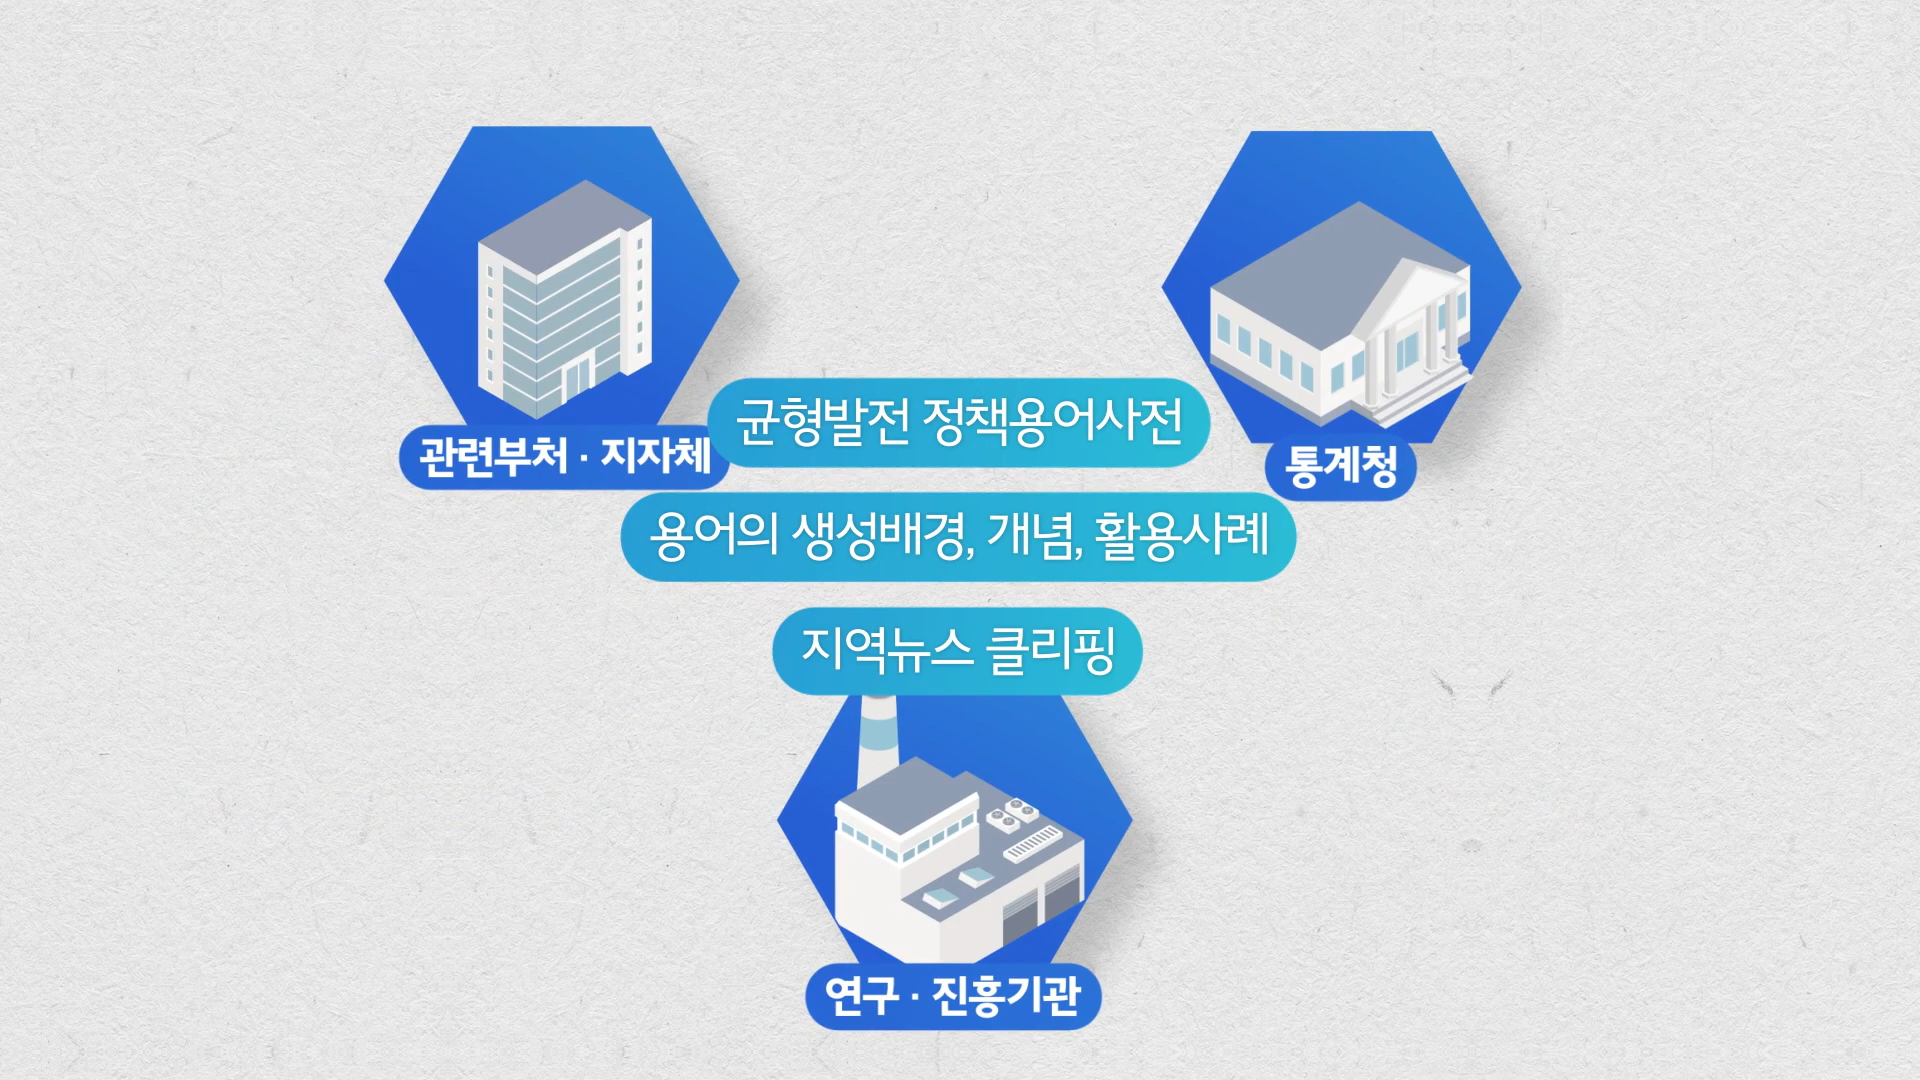 균형발전 정책용어사전
관련부처 · 지자체
통계청
용어의 생성배경, 개념, 활용사례
지역뉴스 클리핑
연구 · 진흥기관